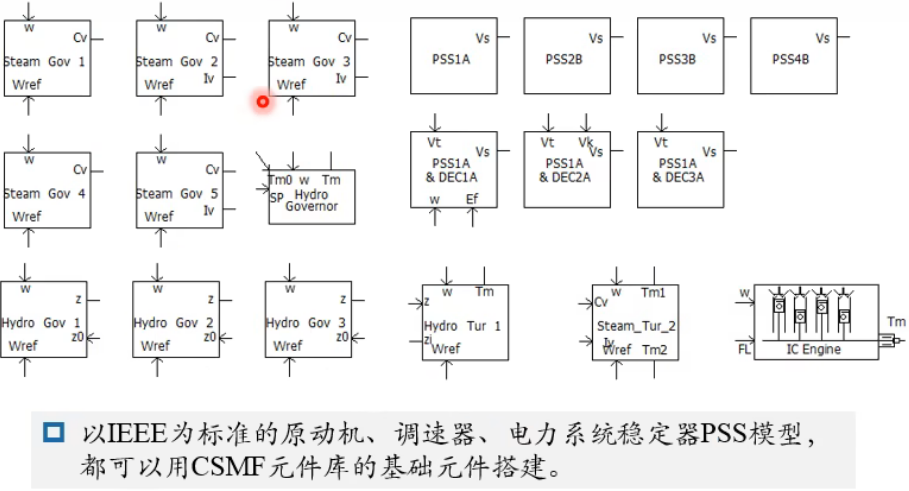 w
Cv
Steam Gov 1
Wref
w
Cv
Steam Gov 2
Iv
Wref
w
Cv
Steam Gov 3
Iv
Wref
Vs
PSS1A
Vs
PSS2B
Vs
PSS3B
Vs
PSS4B
w
Cv
Steam Gov 4
Wref
w
Cv
Steam Gov 5
Iv
Wref
Tm0 w Tm
SP Hydro
Governor
Vt
Vs
PSS1A
& DEC1A
w Ef
Vt Vk
Vs
PSS1A
& DEC2A
Vt
Vs
PSS1A
& DEC3A
w
z
Hydro Gov 1
z0
Wref
w
z
Hydro Gov 2
z0
Wref
w
z
Hydro Gov 3
z0
Wref
w Tm
z
Hydro Tur 1
zi
Wref
w Tm1
Cv
Steam_Tur_2
Iv
Wref Tm2
w
Tm
FL
IC Engine
以IEEE为标准的原动机、调速器、电力系统稳定器PSS模型，
都可以用CSMF元件库的基础元件搭建。